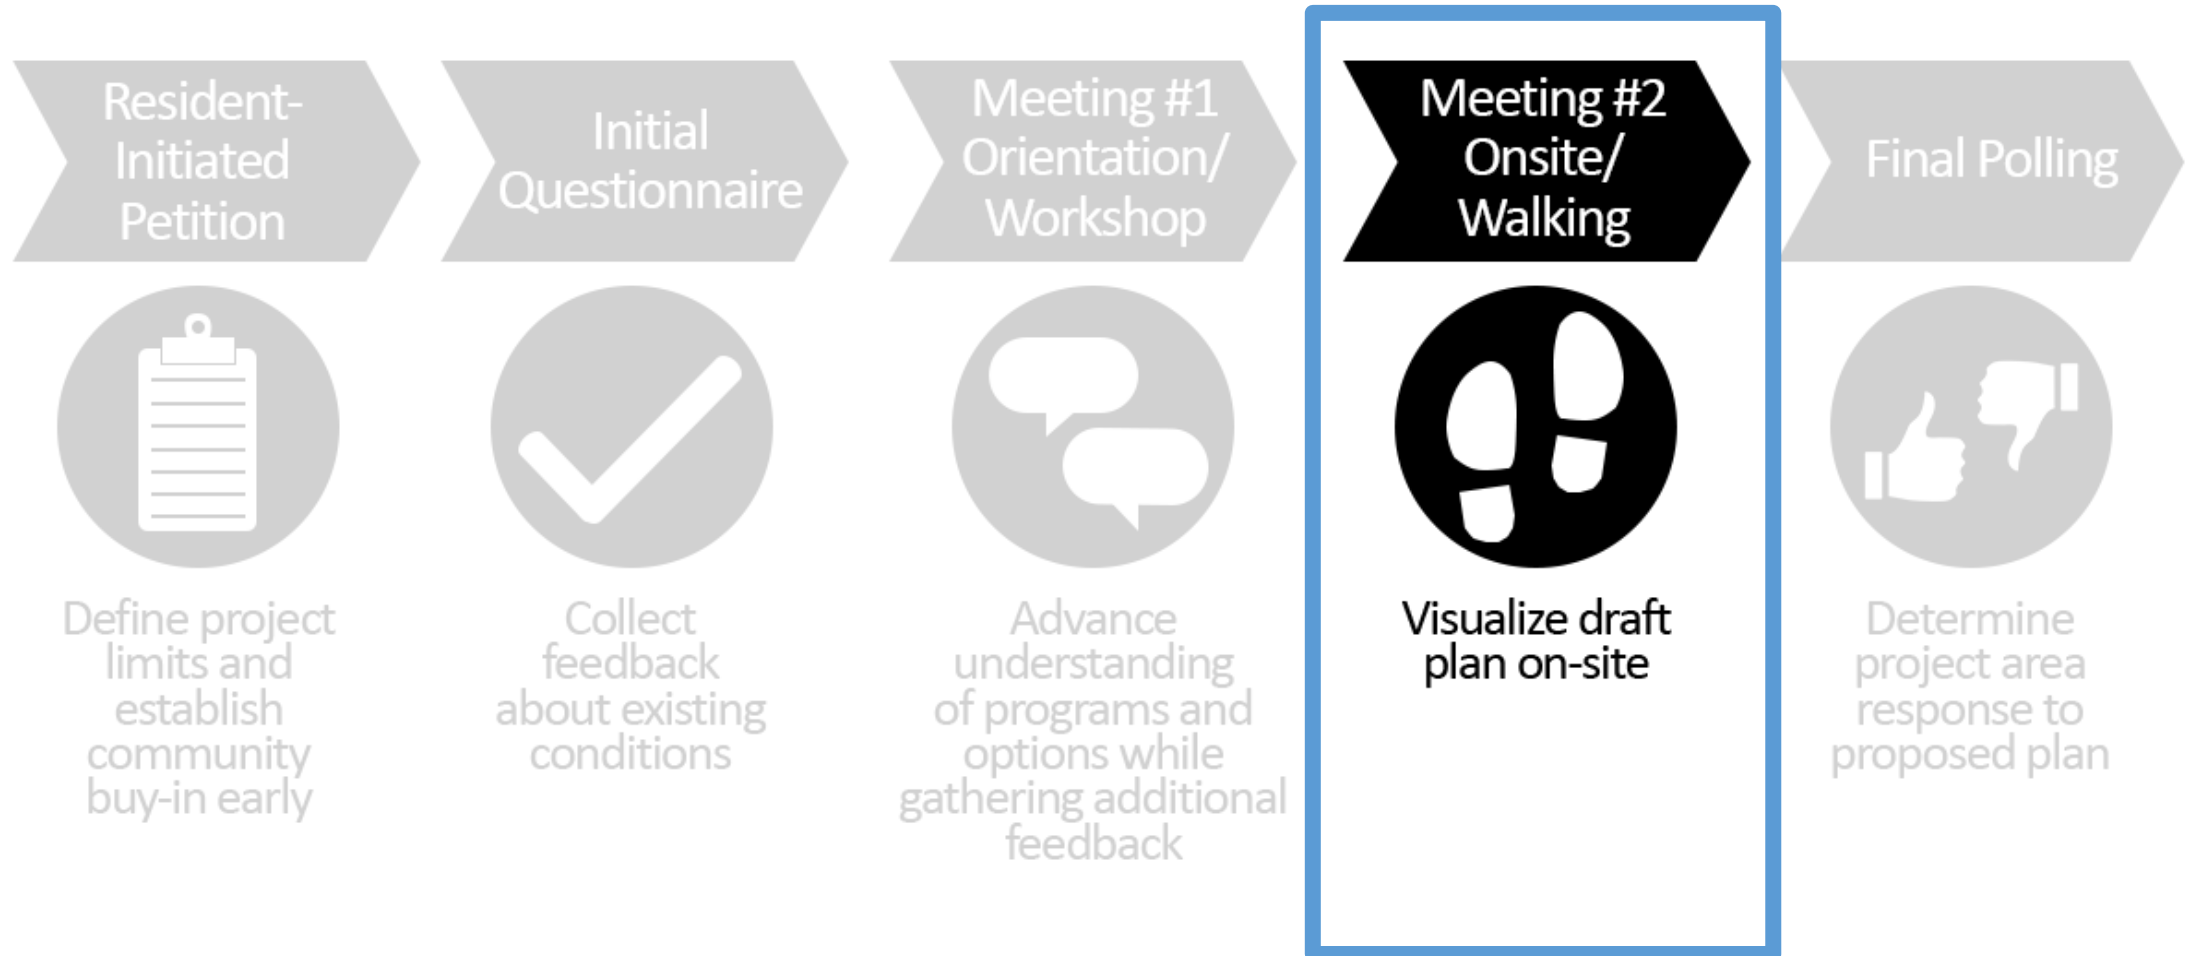 Resident-
Initiated
Petition
Initial
Questionnaire
Meeting #1
Orientation/
Workshop
Meeting #2
Onsite/
Walking
Final Polling
Define project
limits and
establish
community
buy-in early
Collect
feedback
about existing
conditions
Advance
understanding
of programs and
options while
gathering additional
feedback
Visualize draft
plan on-site
Determine
project area
response to
proposed plan